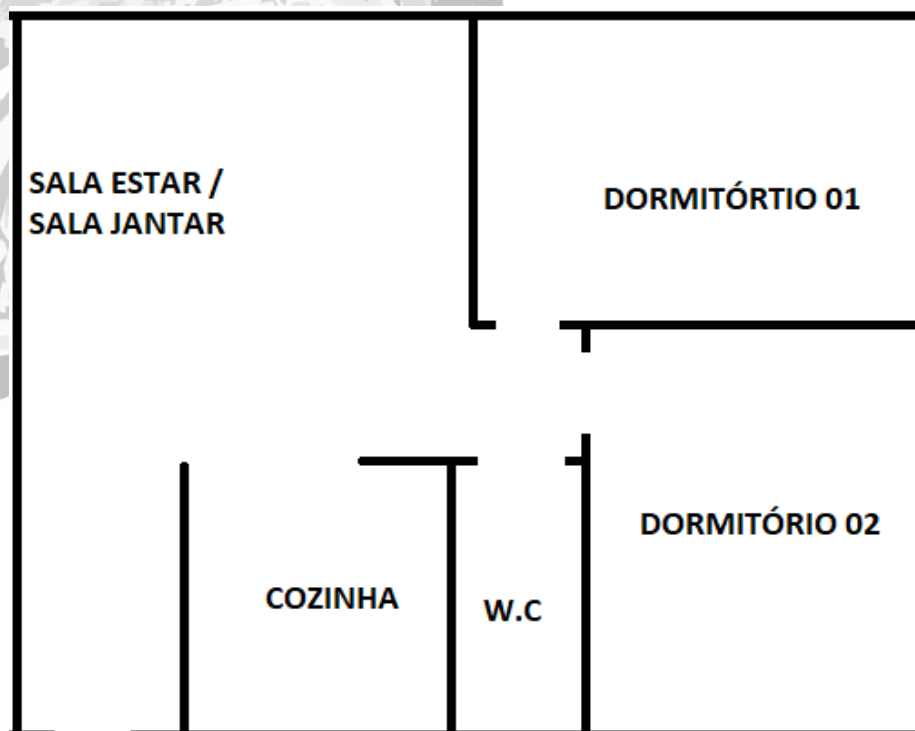 SALA ESTAR /
SALA JANTAR
DORMITÓRTIO 01
DORMITÓRIO 02
COZINHA
W.C